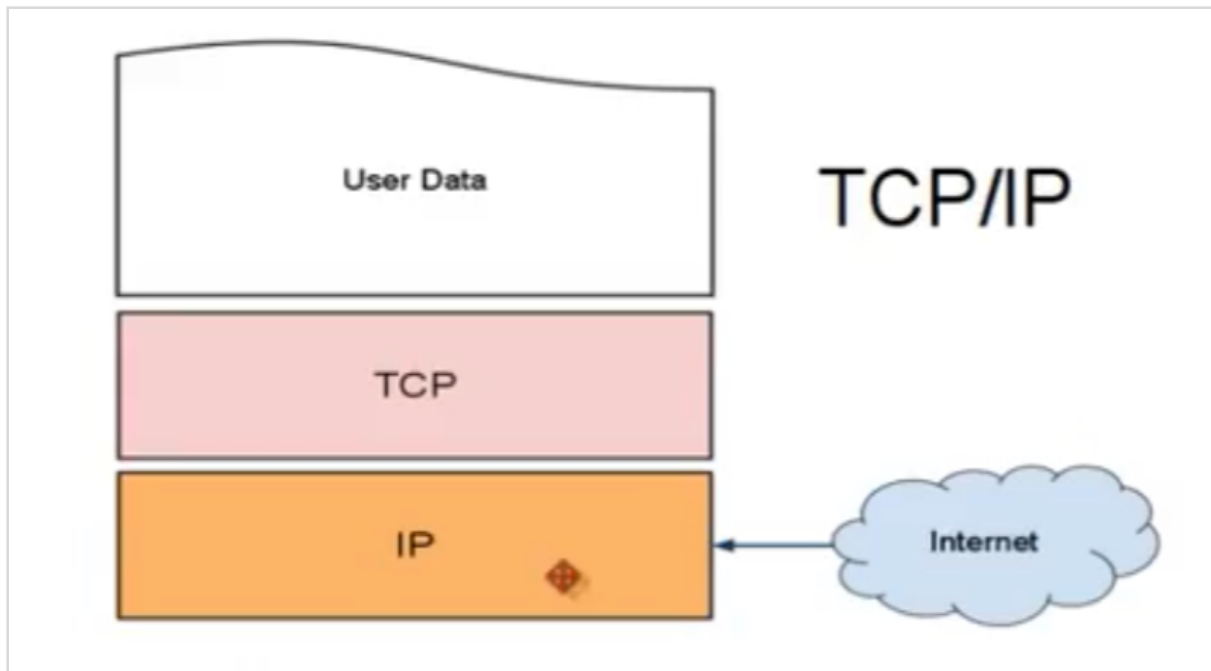 User Data
TCP/IP
TCP
IP
Internet